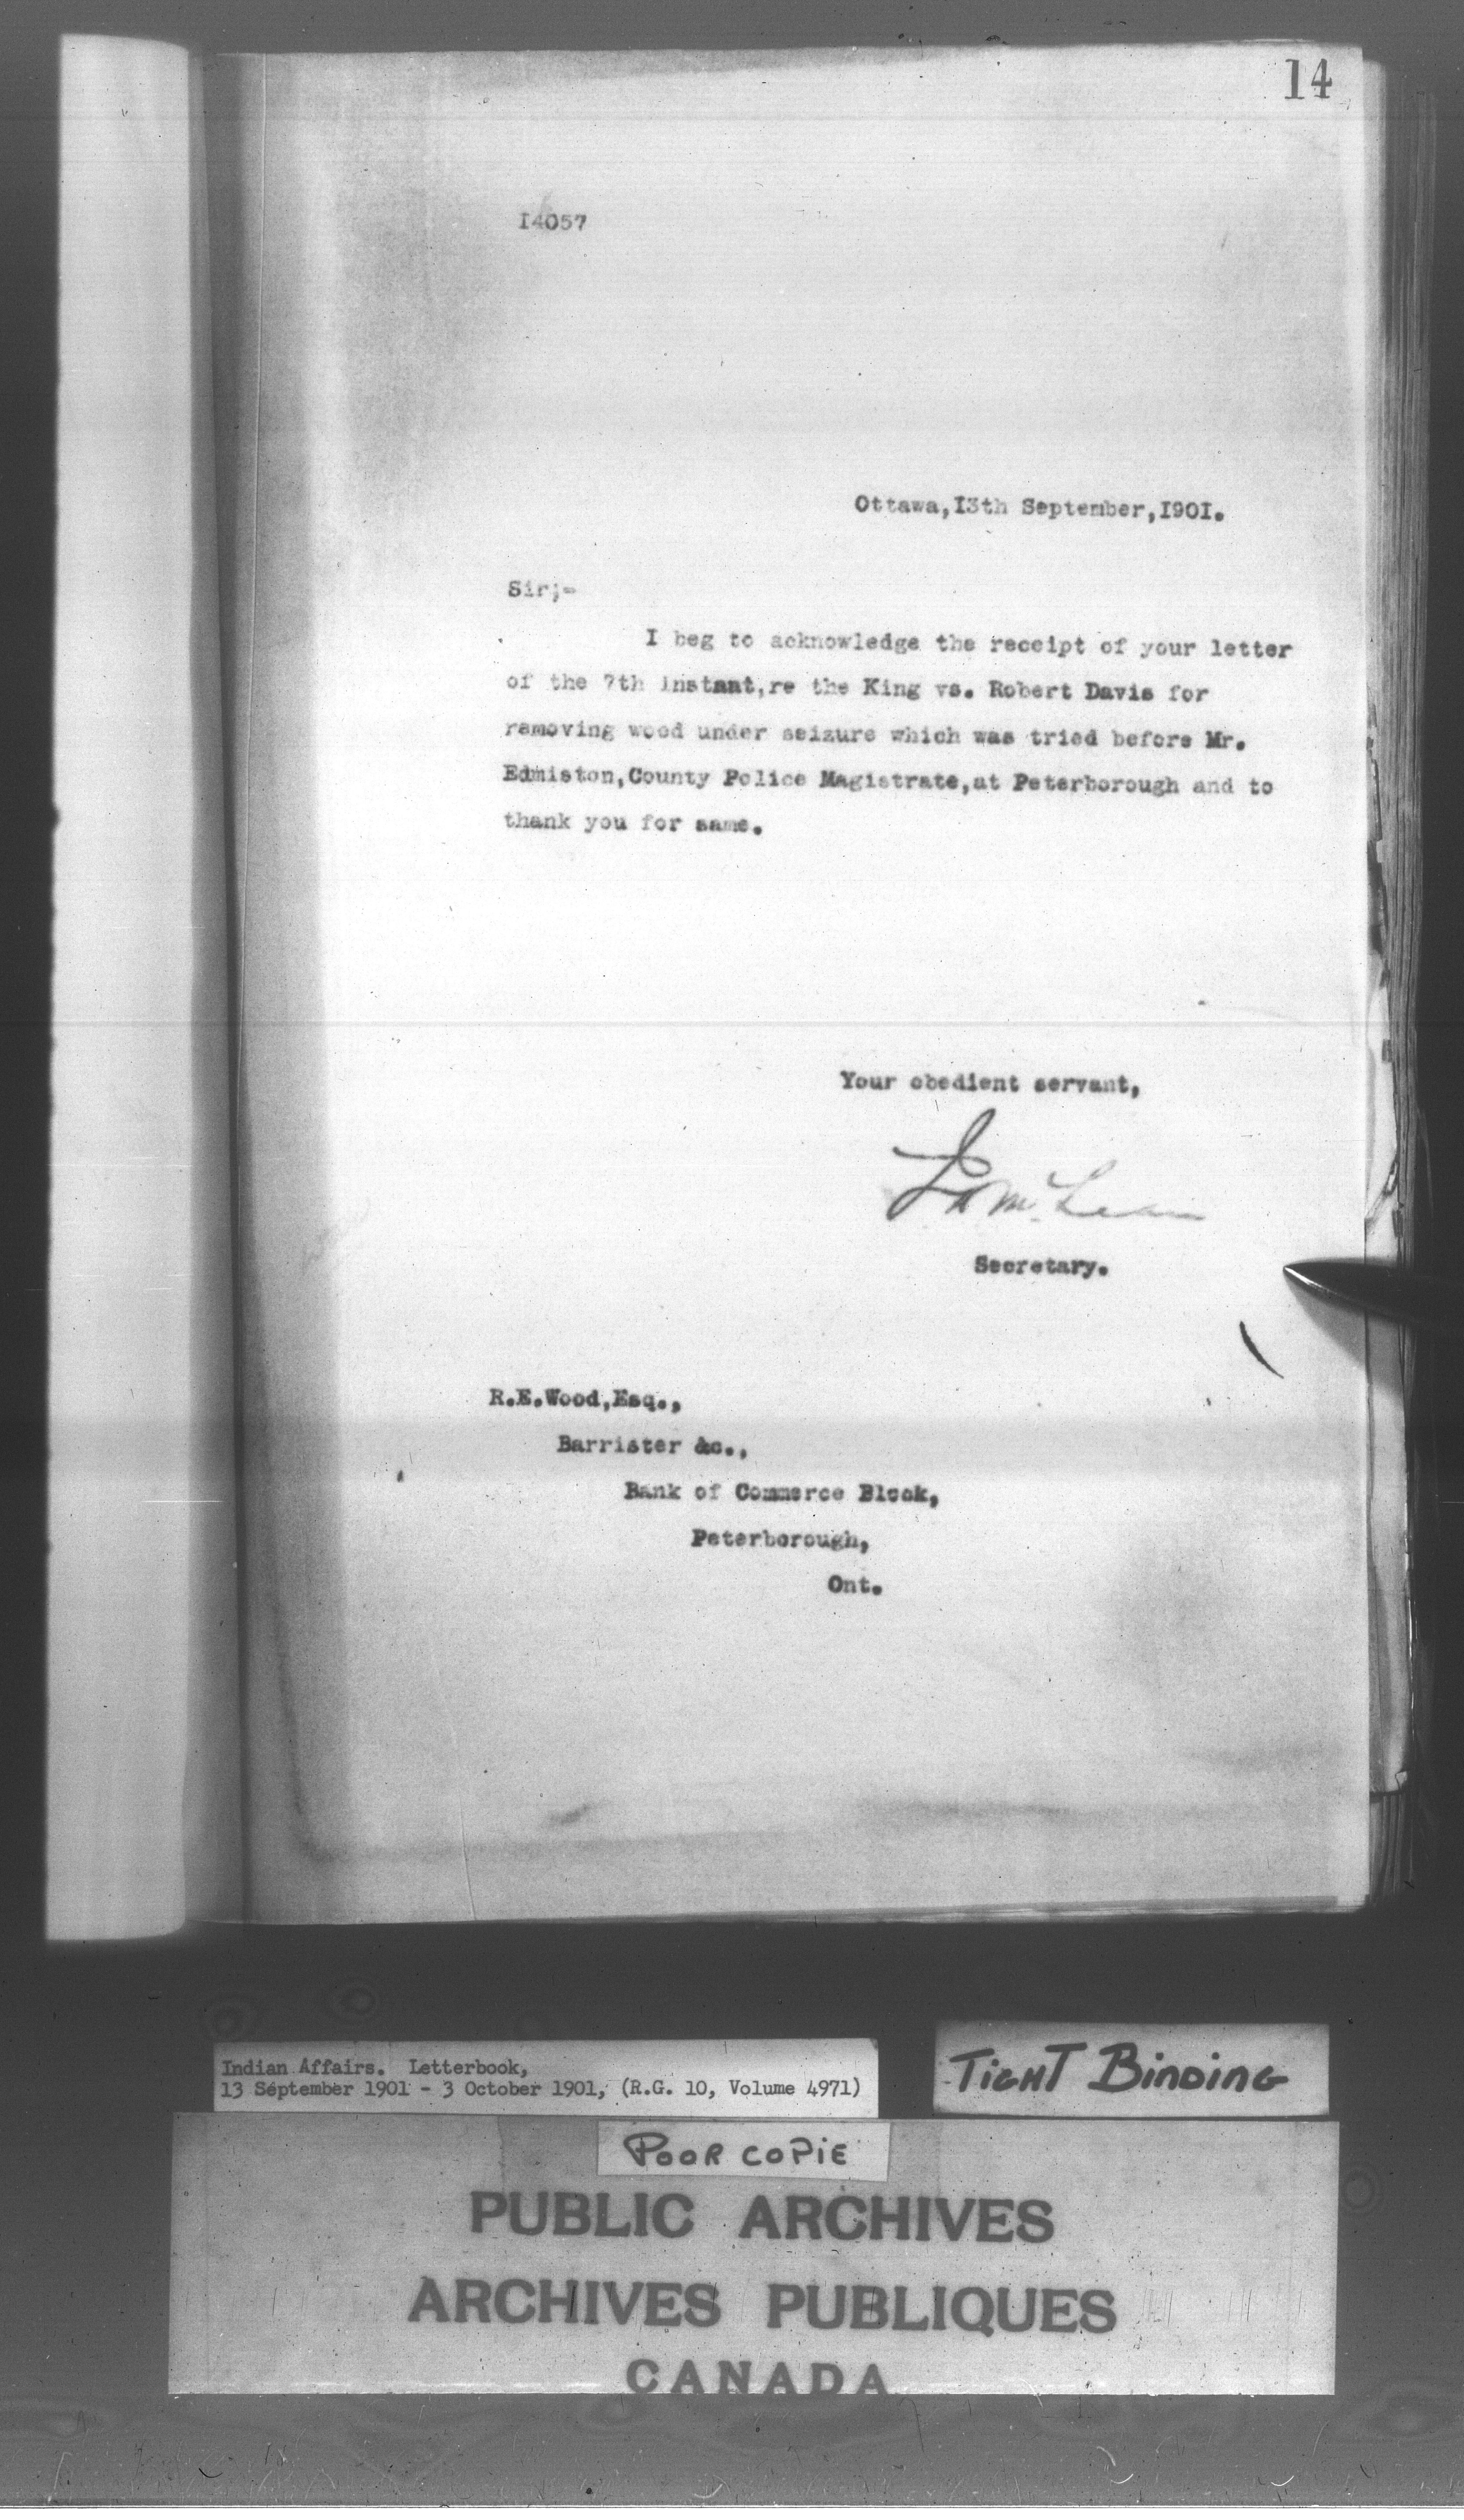 14
14057
Ottawa,13th September,1901.
Sir;-
I beg to acknowledge the receipt of your letter
of the 7th instant,re the King vs. Robert Davis for
removing wood under seizure which was tried before Mr.
Edmiston,County Police Magistrate,at Peterborough and to
thank you for same.
Your obedient servant,
McLean
Secretary.
R.E.Wood,Esq.,
Barrister &c.,
Bank of Commerce Block,
Peterborough,
Ont.
Indian Affairs. Letterbook,
13 September 1901 - 3 October 1901, (R.G. 10, Volume 4971)
TIGHT BINDING
POOR COPIE
PUBLIC ARCHIVES
ARCHIVES PUBLIQUES
CANADA